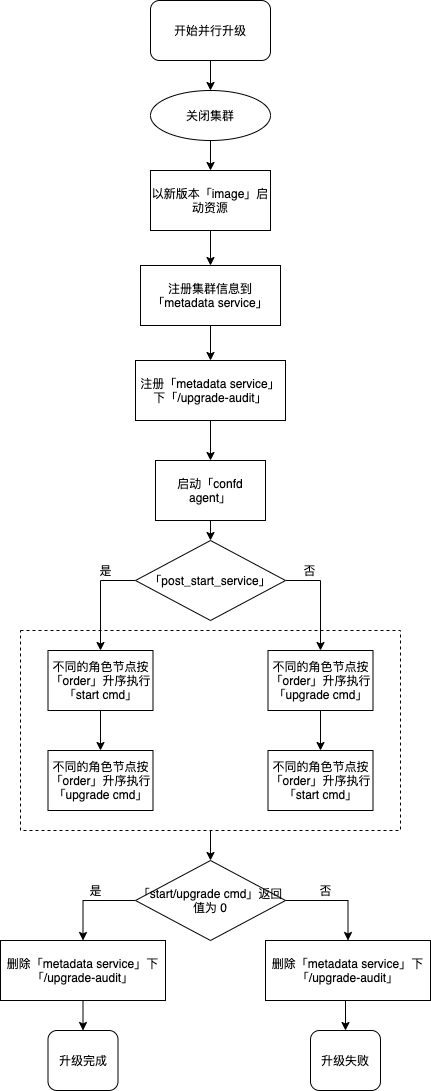 开始并行升级
关闭集群
以新版本「image」启
动资源
注册集群信息到
「metadata service」
注册「metadata service」
下「/upgrade-audit」
启动「confd
agent」
「post_start_service」
是
否
不同的角色节点按
「order」升序执行
「start cmd」
不同的角色节点按
「order」升序执行
「upgrade cmd」
不同的角色节点按
「order」升序执行
「upgrade cmd」
不同的角色节点按
「order」升序执行
「start cmd」
「start/upgrade cmd」返回
值为 0
是
否
删除「metadata service」下
「/upgrade-audit」
删除「metadata service」下
「/upgrade-audit」
升级完成
升级失败